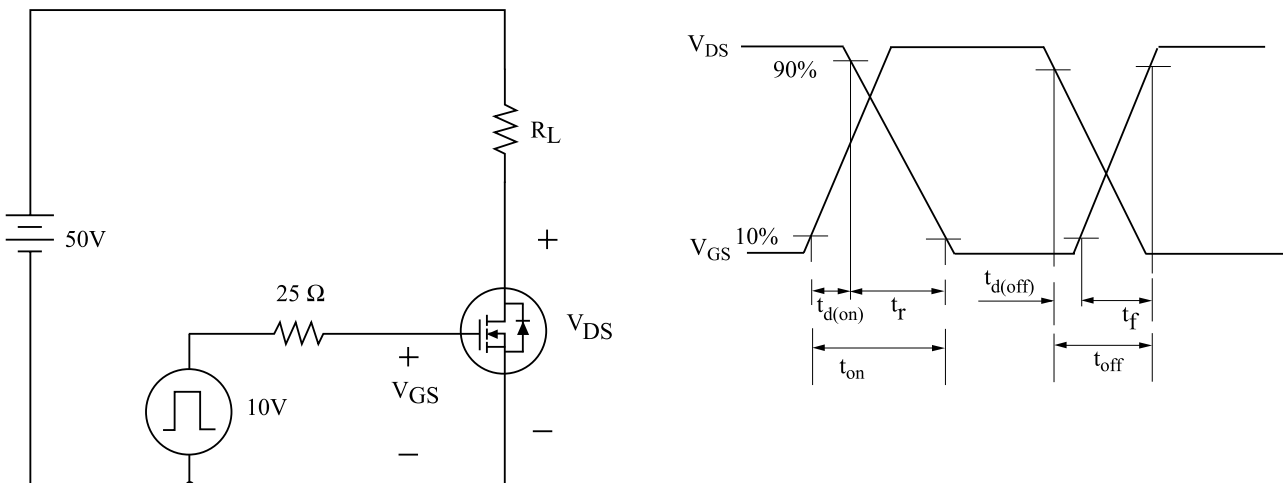 R_L
50V
25 Ω
+
V_DS
+
V_GS
10V
−
−
V_DS
90%
10%
V_GS
t_d(on)
t_r
t_on
t_d(off)
t_f
t_off